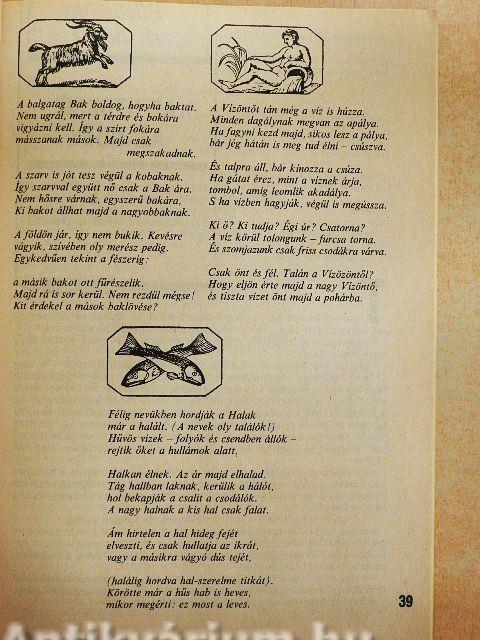 A balgatag Bak boldog, hogyha baktat.
Nem ugrál, mert a térdre és bokára
vigyázni kell. Így a szirt fokára
másszanak mások. Majd csak
megszakadnak.
A szarv is jót tesz végül a kobaknak.
Így szarvval együtt nő csak a Bak ára.
Nem hősre várnak, egyszerű bakára,
Ki bakot állhat majd a nagyobbaknak.
A földön jár, így nem bukik. Kevésre
vágyik, szívében oly merész pedig.
Egykedvűen tekint a fészerig:
a másik bakot ott fűrészelik.
Majd rá is sor kerül. Nem rezdül mégse!
Kit érdekel a mások baklövése?
A Vízöntőt tán még a víz is húzza.
Minden dagálynak megvan az apálya.
Ha fagyni kezd majd, sikos lesz a pálya,
bár jég hátán is meg tud élni – csúszva.
És talpra áll, bár kínozza a csúza.
Ha gátat érez, mint a víznek árja,
tombol, amíg leomlik akadálya.
S ha vízben hagyják, végül is megússza.
Ki ő? Ki tudja? Égi úr? Csatorna?
A víz körül tolongunk – furcsa torna.
És szomjazunk csak friss csodákra várva.
Csak önt és fél. Talán a Vízözöntől?
Hogy eljön érte majd a nagy Vízöntő,
és tiszta vizet önt majd a pohárba.
Félig nevükben hordják a Halak
már a halált. (A nevek oly találók!)
Hűvös vizek – folyók és csendben állók –
rejtik őket a hullámok alatt,
Halkan élnek. Az ár majd elhalad.
Tág hallban laknak, kerülik a hálót,
hol bekapják a csalit a csodálók.
A nagy halnak a kis hal csak falat.
Ám hirtelen a hal hideg fejét
elveszti, és csak hullatja az ikrát,
vagy a másikra vágyó dús tejét,
(halálig hordva hal-szerelme titkát).
Körötte már a hűs hab is heves,
mikor megérti: ez most a leves.
39
Antikvárium.hu